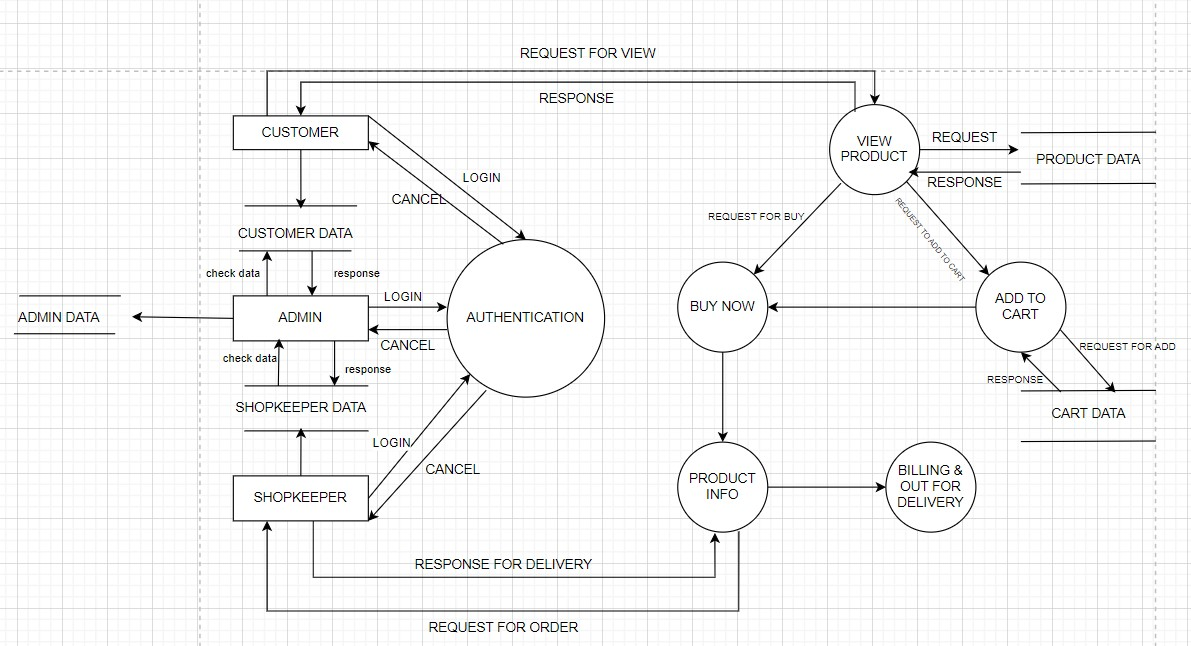 REQUEST FOR VIEW
RESPONSE
CUSTOMER
VIEW
PRODUCT
REQUEST
PRODUCT DATA
RESPONSE
LOGIN
CANCEL
REQUEST FOR BUY
REQUEST TO ADD TO CART
CUSTOMER DATA
check data
response
ADMIN DATA
ADMIN
LOGIN
CANCEL
AUTHENTICATION
BUY NOW
ADD TO
CART
REQUEST FOR ADD
RESPONSE
CART DATA
check data
response
SHOPKEEPER DATA
LOGIN
CANCEL
SHOPKEEPER
PRODUCT
INFO
BILLING &
OUT FOR
DELIVERY
RESPONSE FOR DELIVERY
REQUEST FOR ORDER